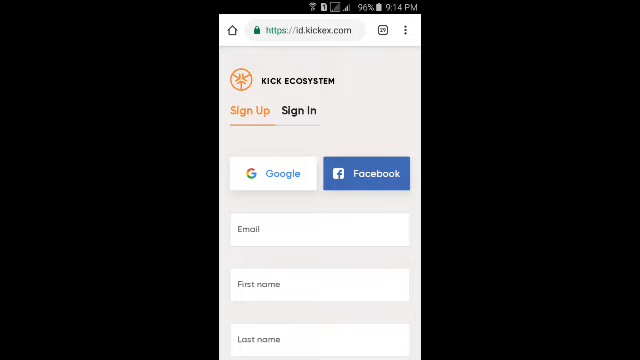 96% 9:14 PM
https://id.kickex.com 29
KICK ECOSYSTEM
Sign Up Sign In
Google Facebook
Email
First name
Last name